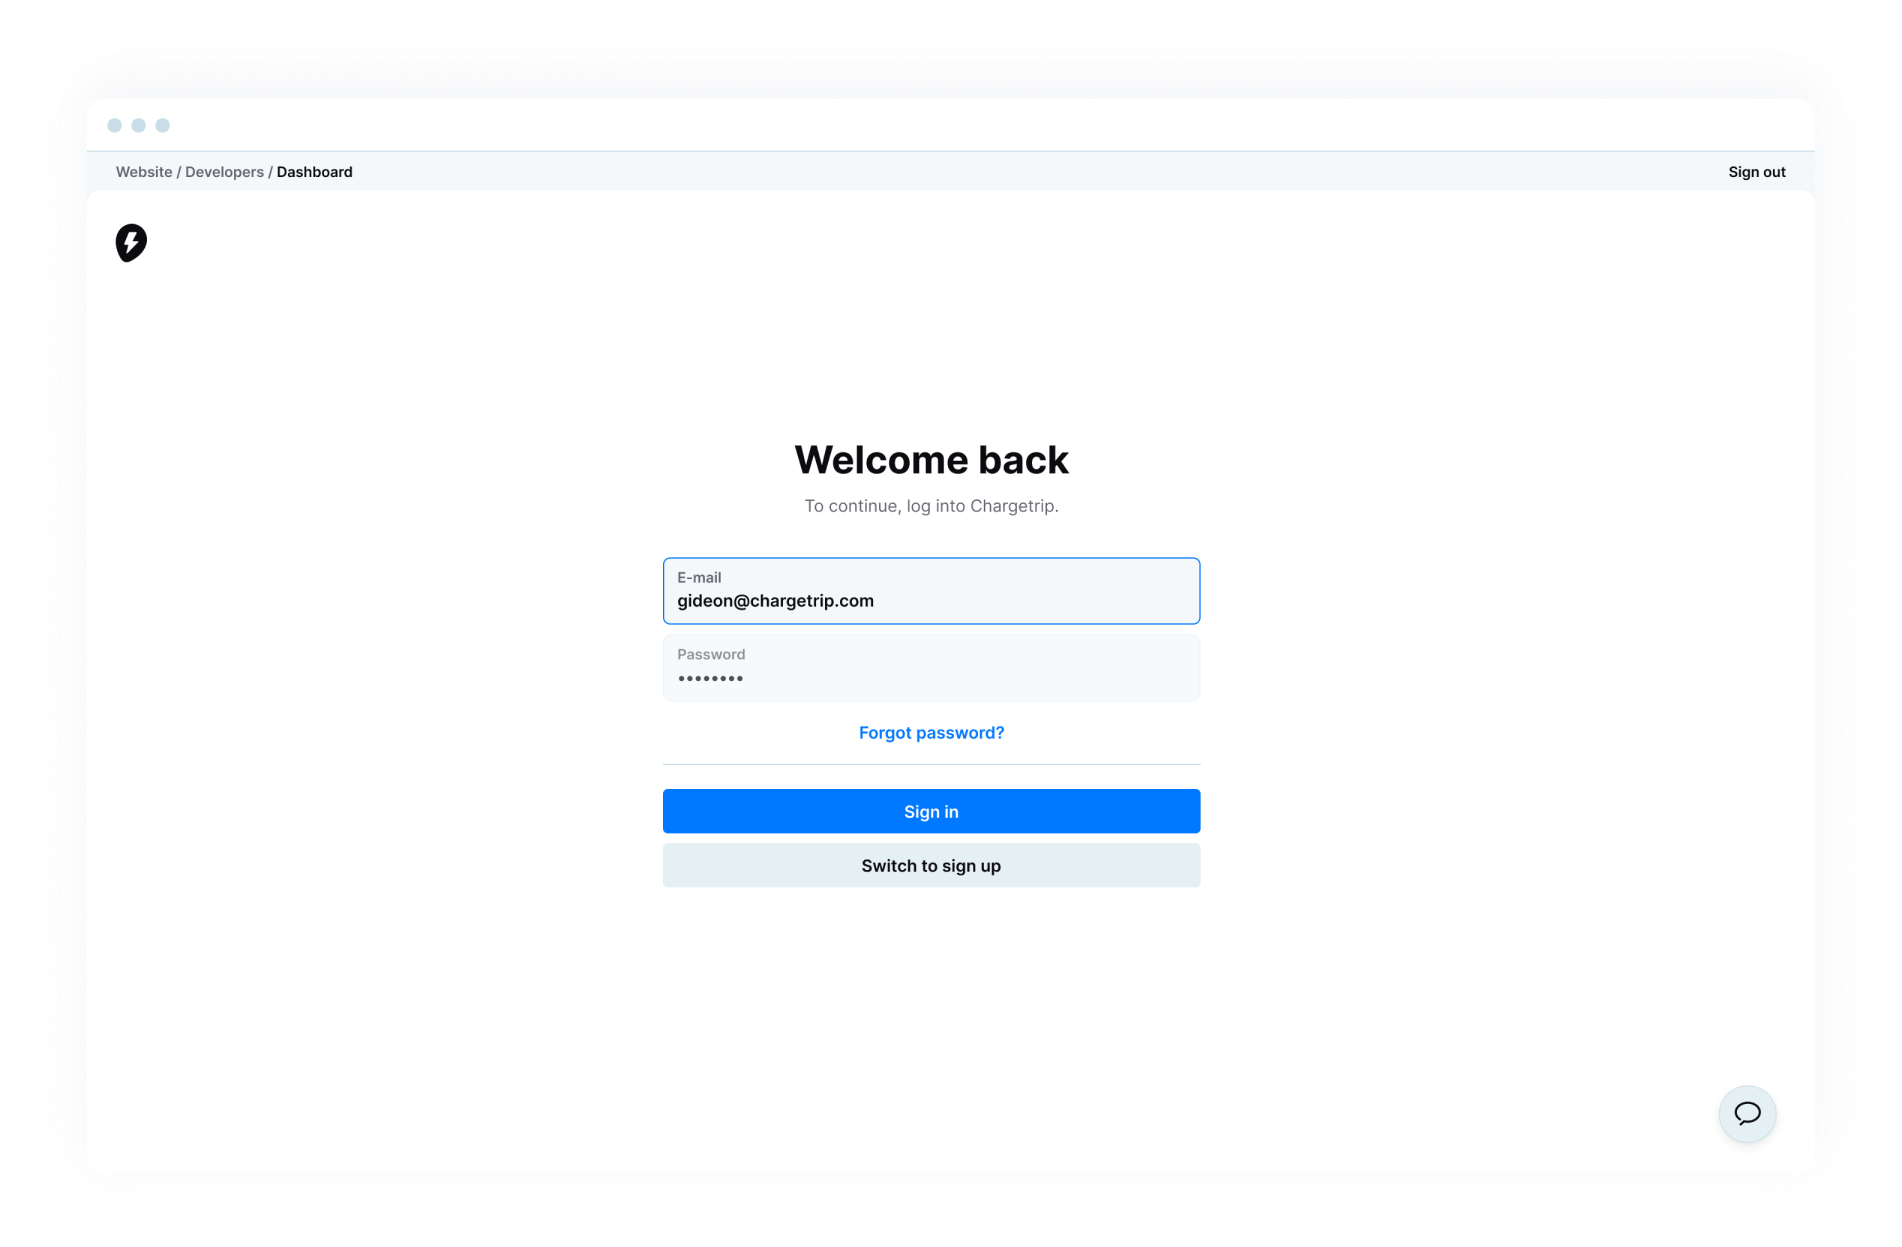 Website / Developers / Dashboard
Sign out
Welcome back
To continue, log into Chargetrip.
E-mail
gideon@chargetrip.com
Password
••••••••
Forgot password?
Sign in
Switch to sign up